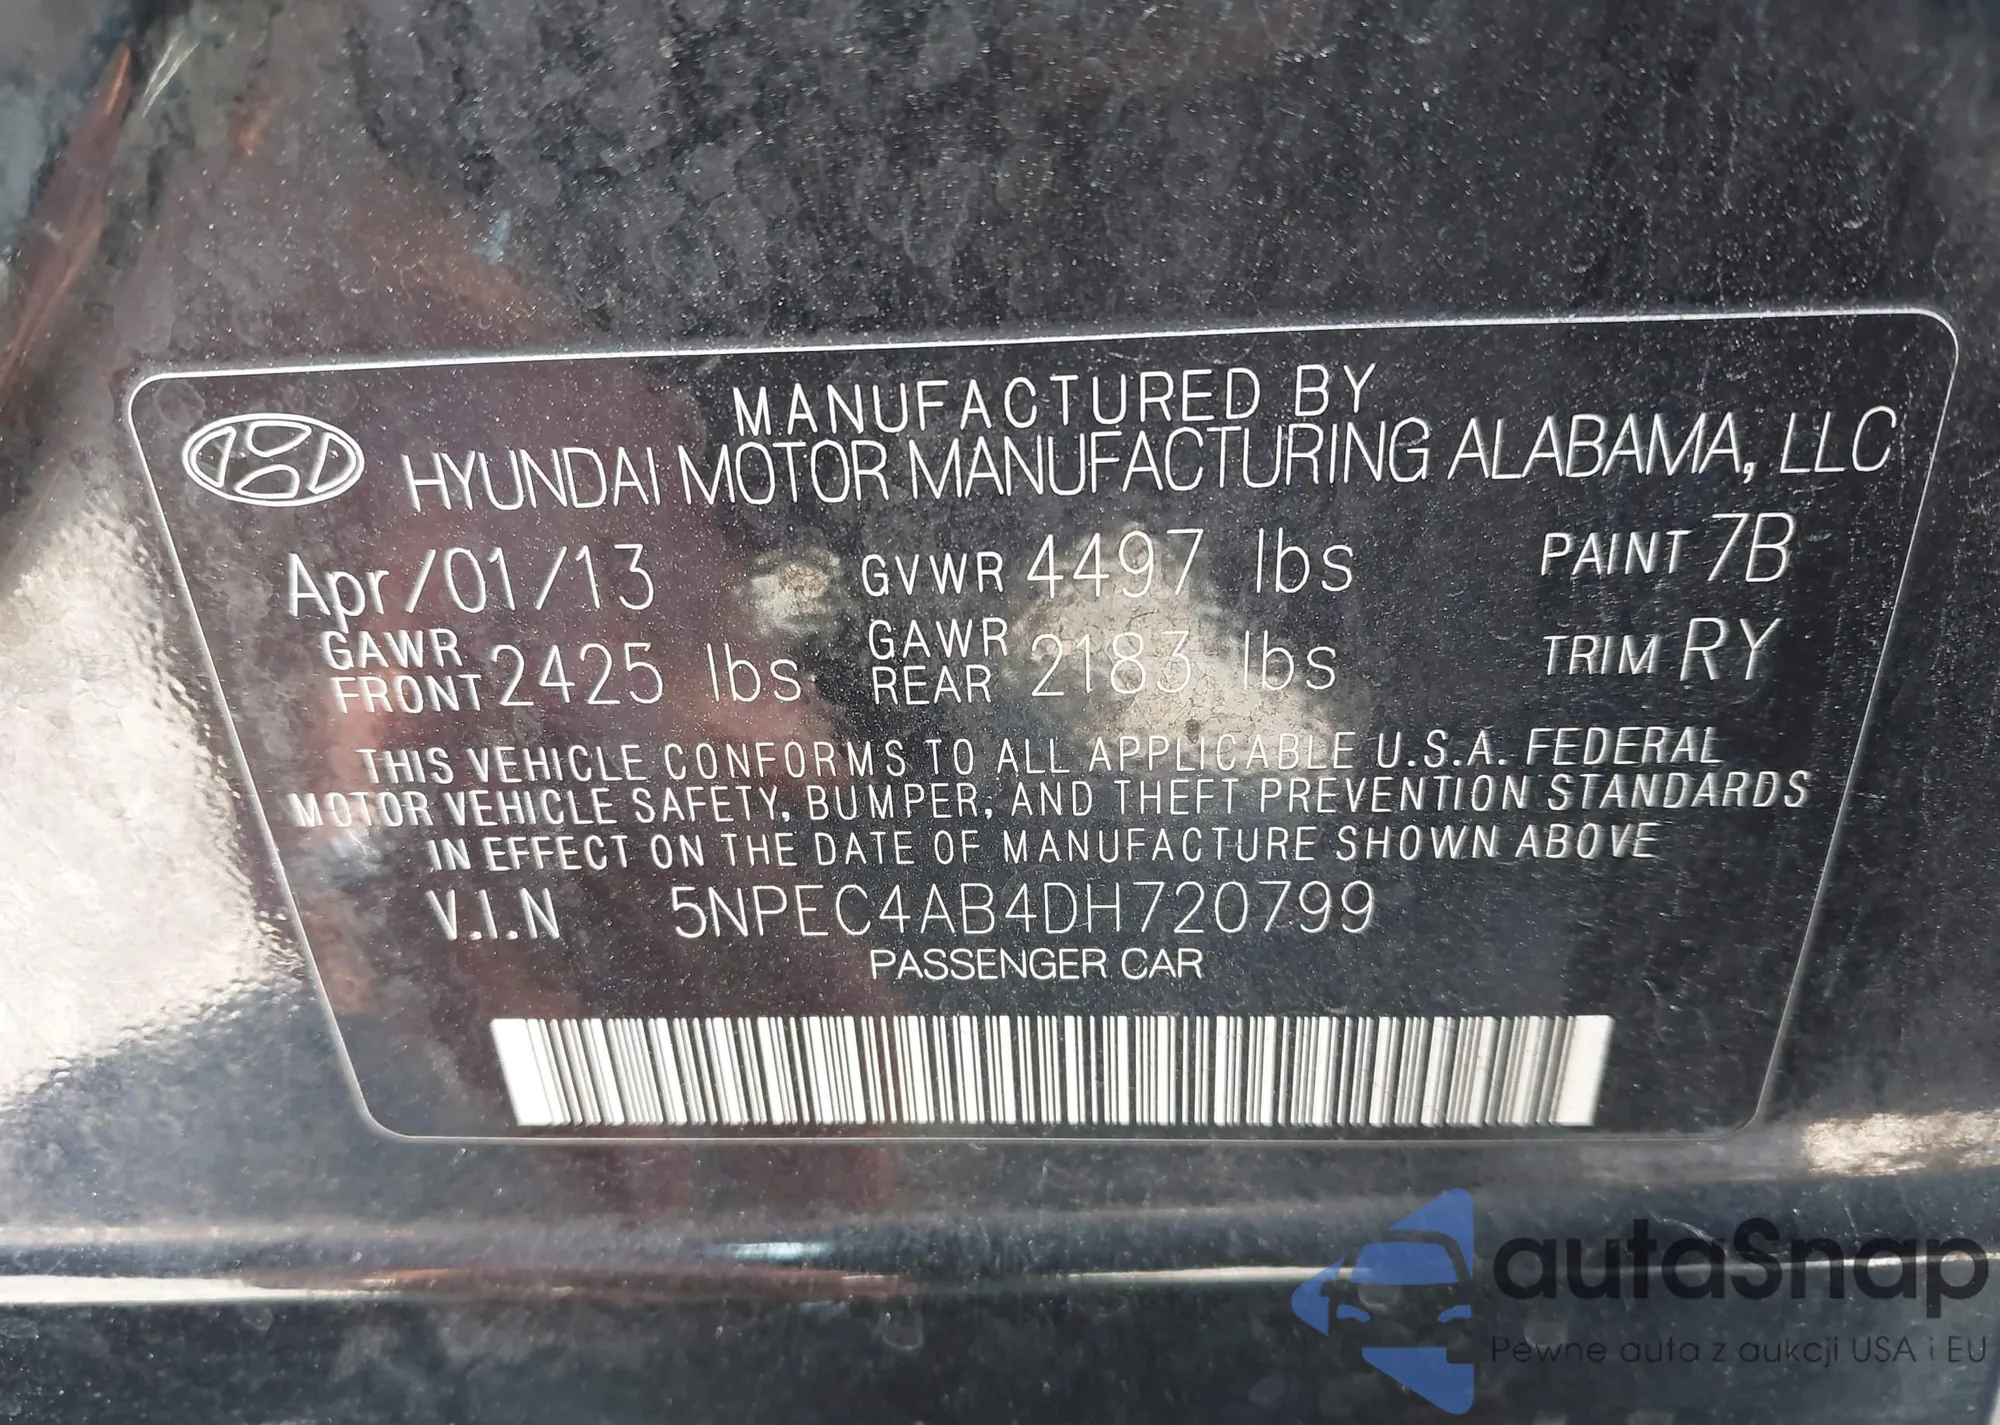 MANUFACTURED BY
HYUNDAI MOTOR MANUFACTURING ALABAMA, LLC
Apr/01/13 GVWR 4497 lbs PAINT 7B
GAWR FRONT 2425 lbs GAWR REAR 2183 lbs TRIM RY
THIS VEHICLE CONFORMS TO ALL APPLICABLE U.S.A. FEDERAL
MOTOR VEHICLE SAFETY, BUMPER, AND THEFT PREVENTION STANDARDS
IN EFFECT ON THE DATE OF MANUFACTURE SHOWN ABOVE
V.I.N 5NPEC4AB4DH720799
PASSENGER CAR
autaSnap
Pewne auta z aukcji USA i EU